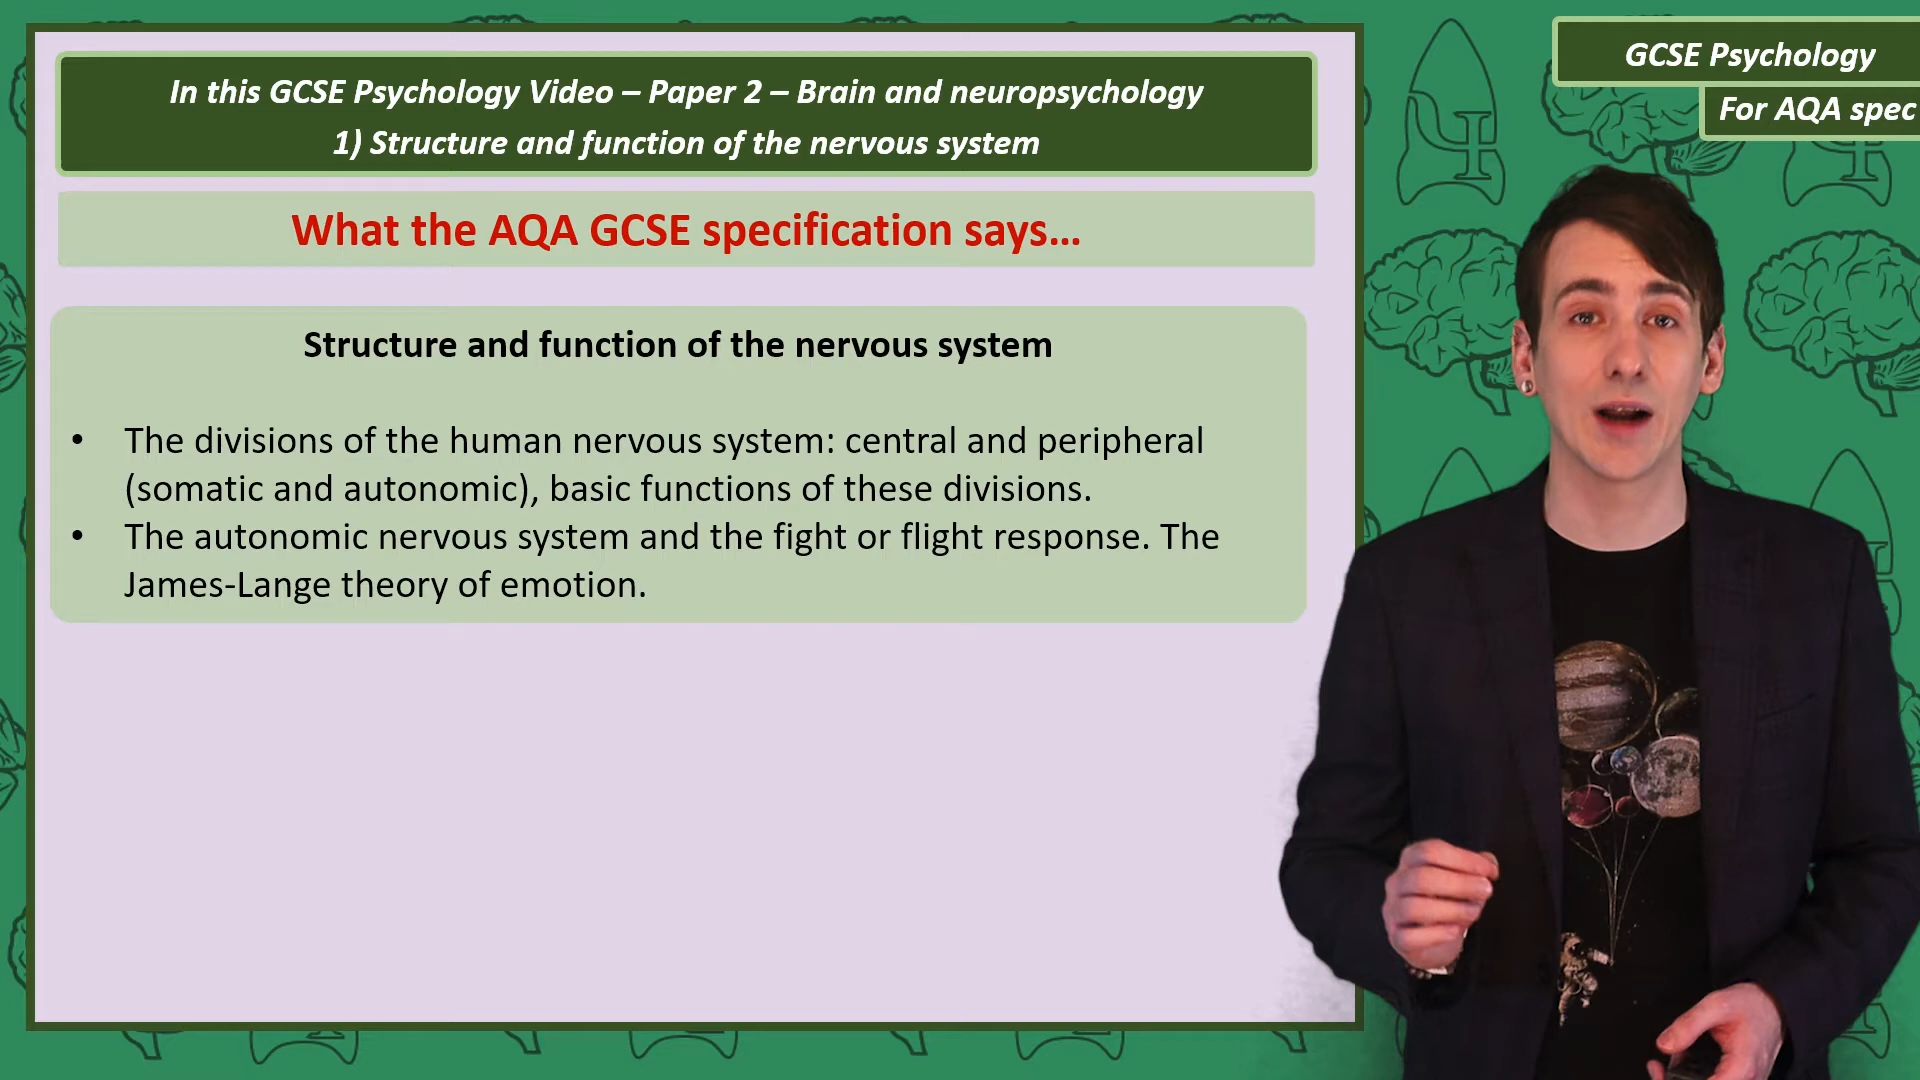 In this GCSE Psychology Video – Paper 2 – Brain and neuropsychology
1) Structure and function of the nervous system
GCSE Psychology
For AQA spec
What the AQA GCSE specification says...
Structure and function of the nervous system
• The divisions of the human nervous system: central and peripheral
(somatic and autonomic), basic functions of these divisions.
• The autonomic nervous system and the fight or flight response. The
James-Lange theory of emotion.